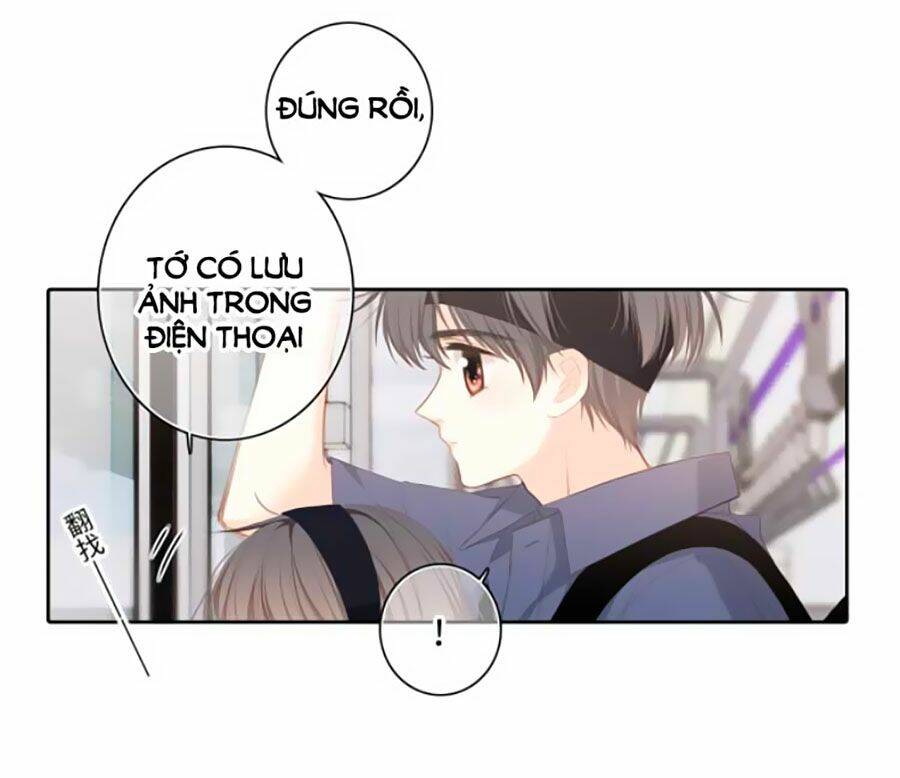 ĐÚNG RỒI,
TỚ CÓ LƯU
ẢNH TRONG
ĐIỆN THOẠI
翻找
!